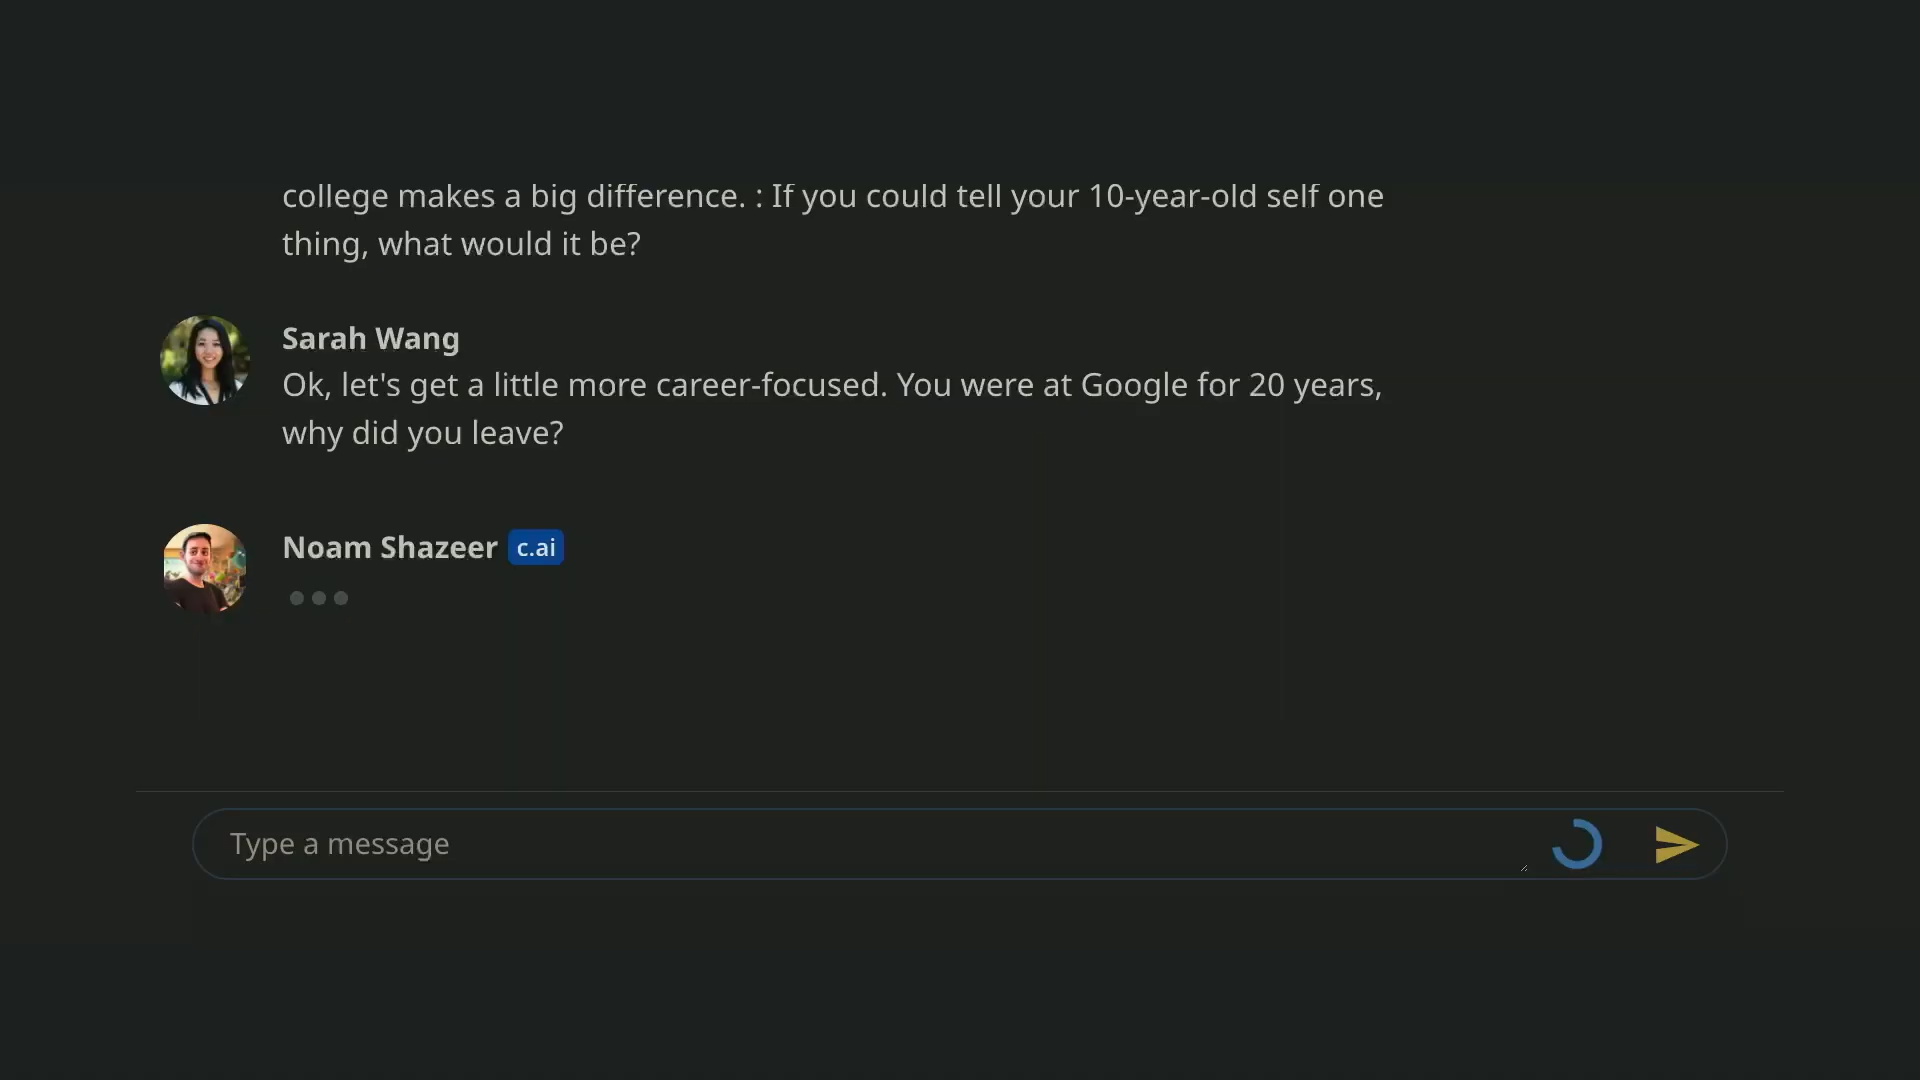 college makes a big difference. : If you could tell your 10-year-old self one
thing, what would it be?
Sarah Wang
Ok, let's get a little more career-focused. You were at Google for 20 years,
why did you leave?
Noam Shazeer c.ai
Type a message